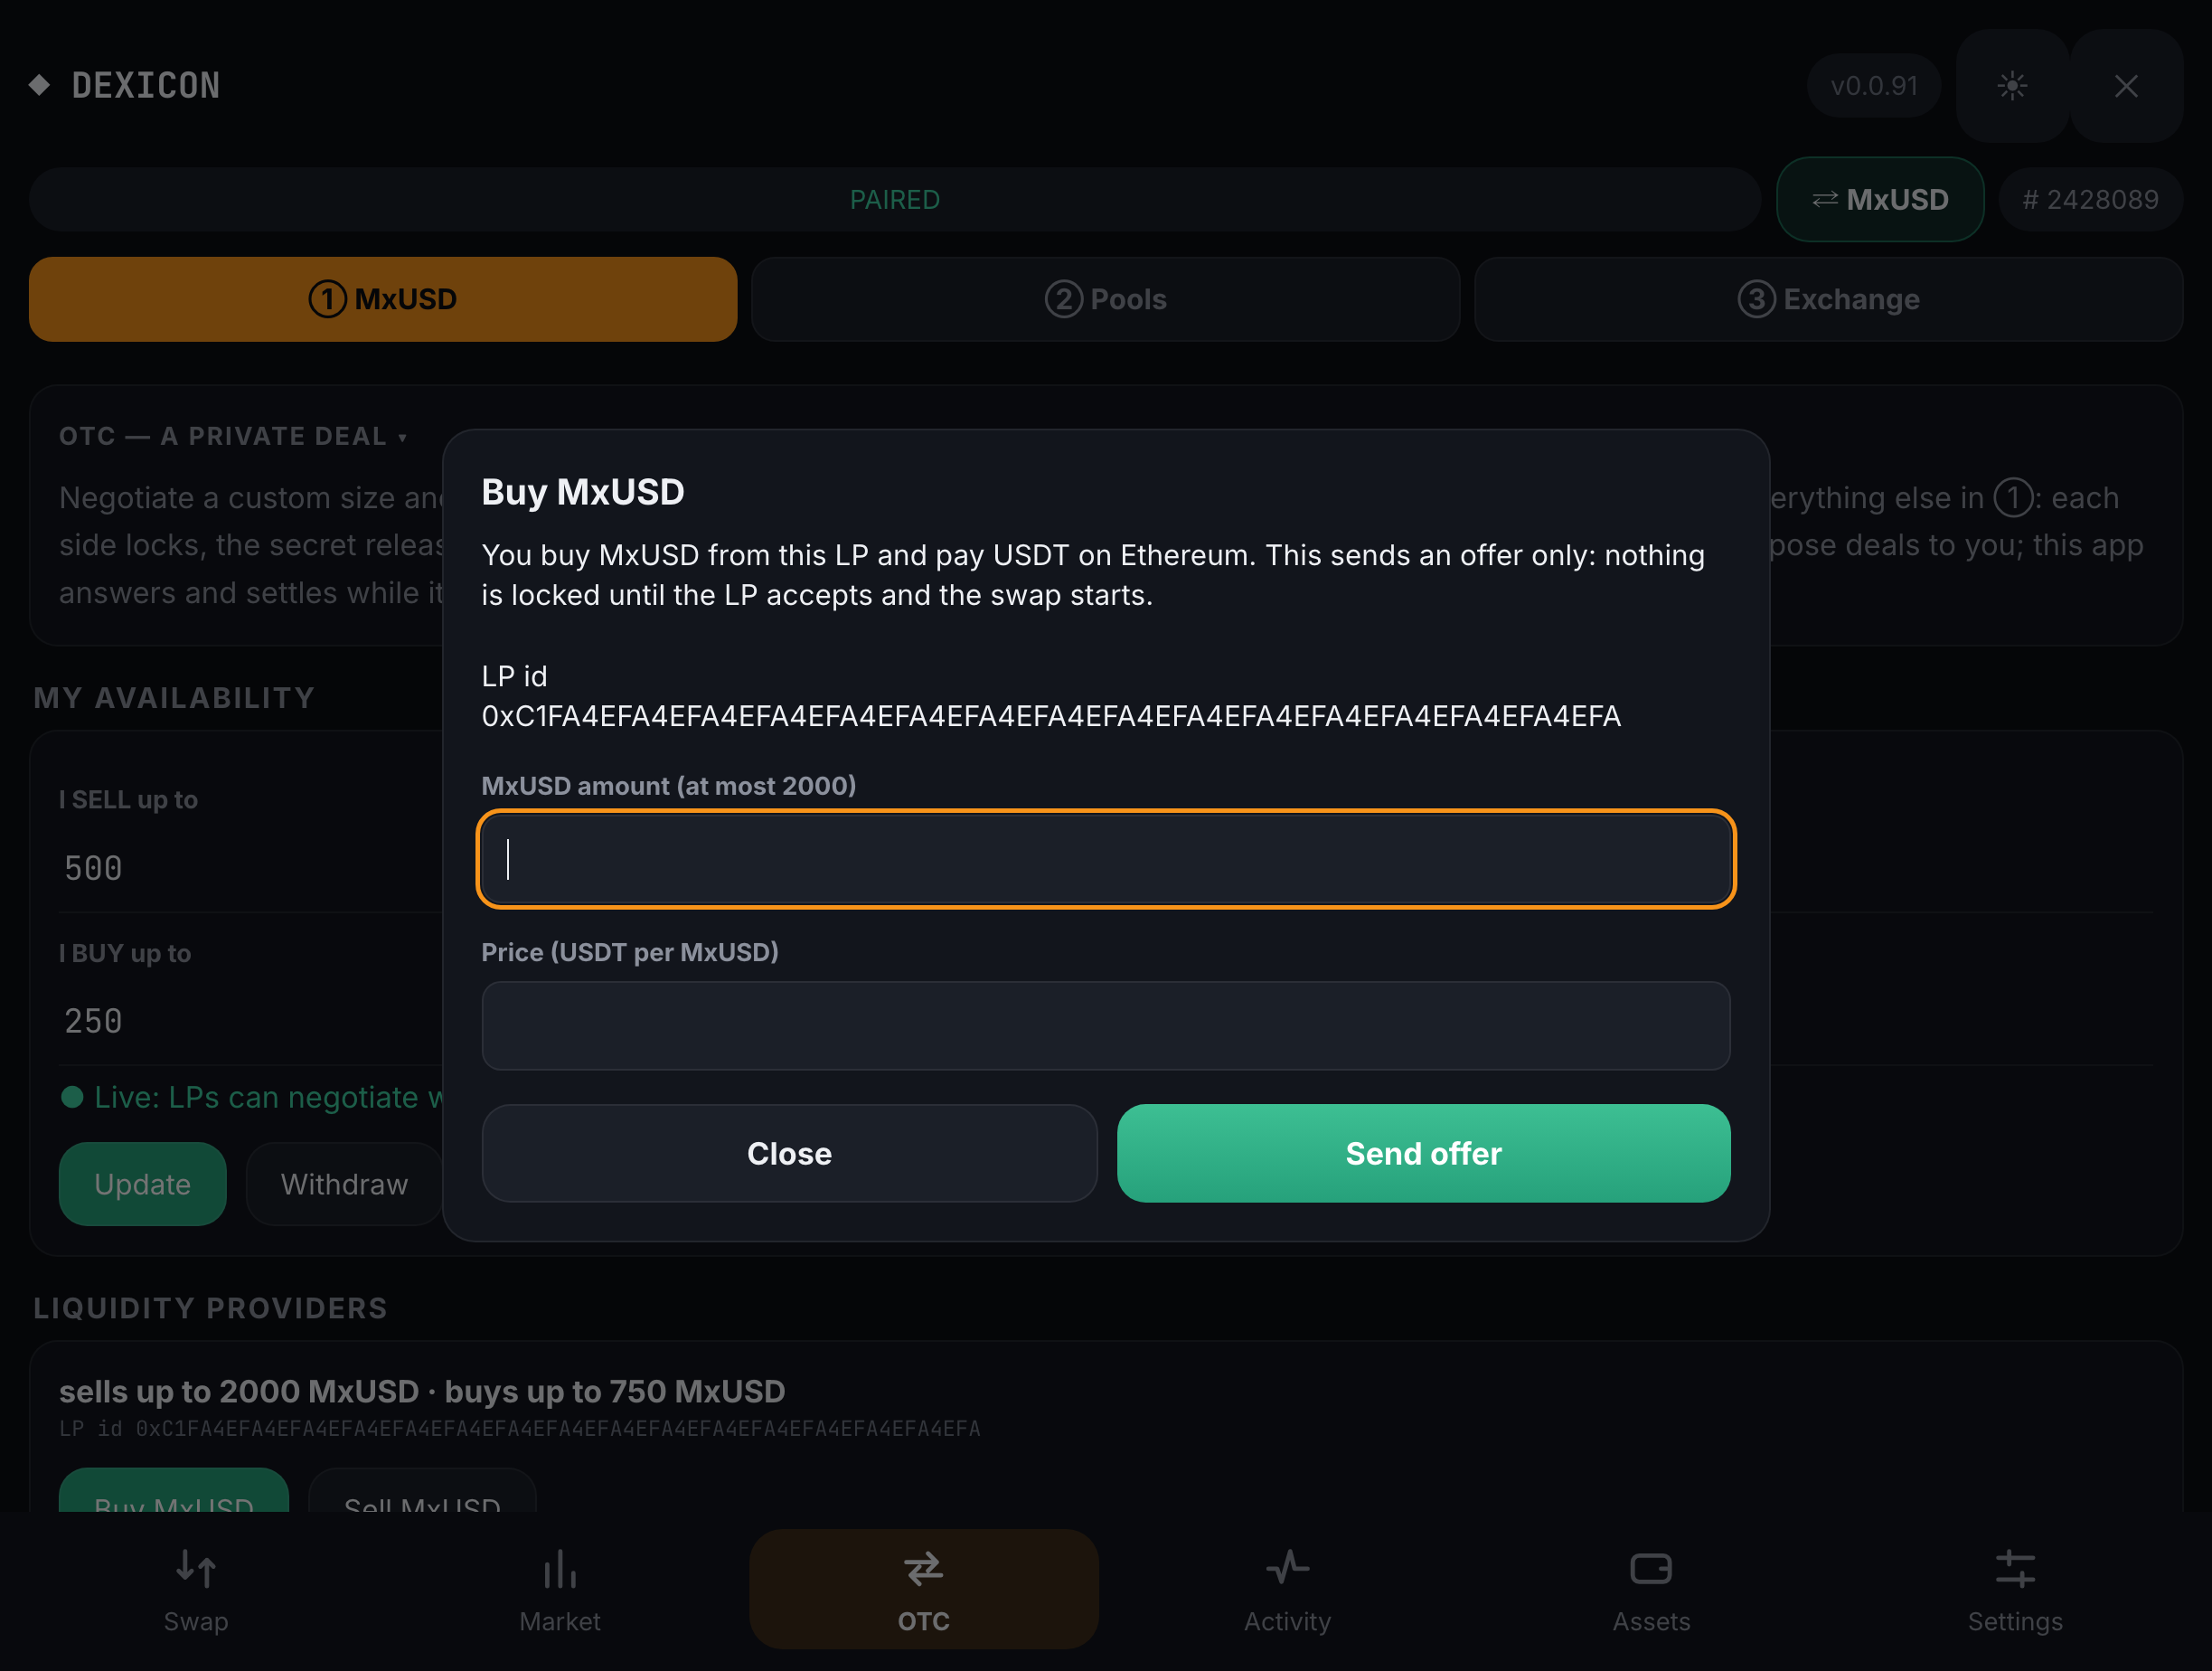 ◆ DEXICON
v0.0.91
PAIRED
⇄ MxUSD
# 2428089
① MxUSD
② Pools
③ Exchange
OTC — A PRIVATE DEAL ▾
Negotiate a custom size
erything else in ①: each
side locks, the secret
pose deals to you; this app
answers and settles while
Buy MxUSD
You buy MxUSD from this LP and pay USDT on Ethereum. This sends an offer only: nothing
is locked until the LP accepts and the swap starts.
LP id
0xC1FA4EFA4EFA4EFA4EFA4EFA4EFA4EFA4EFA4EFA4EFA4EFA4EFA4EFA4EFA4EFA
MxUSD amount (at most 2000)
Price (USDT per MxUSD)
Close
Send offer
MY AVAILABILITY
I SELL up to
500
I BUY up to
250
Live: LPs can negotiate
Update
Withdraw
LIQUIDITY PROVIDERS
sells up to 2000 MxUSD · buys up to 750 MxUSD
LP id 0xC1FA4EFA4EFA4EFA4EFA4EFA4EFA4EFA4EFA4EFA4EFA4EFA4EFA4EFA4EFA4EFA
Buy MxUSD
Sell MxUSD
Swap
Market
OTC
Activity
Assets
Settings